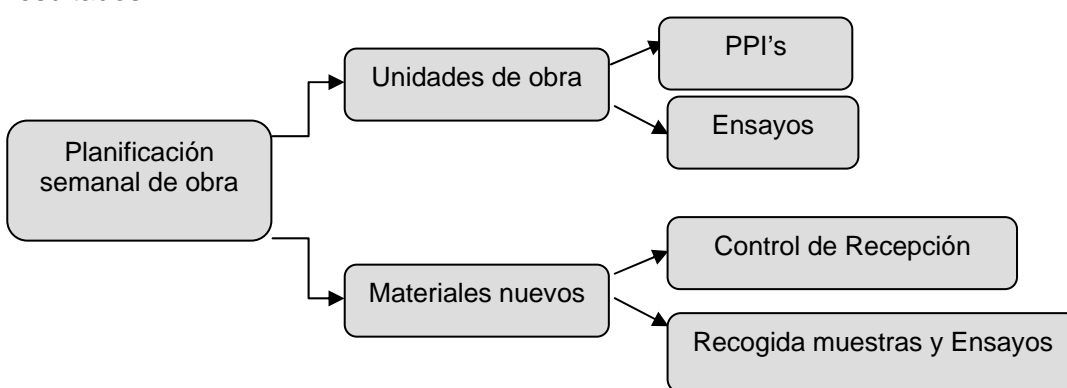 PPI's
Unidades de obra
Ensayos
Planificación
semanal de obra
Control de Recepción
Materiales nuevos
Recogida muestras y Ensayos